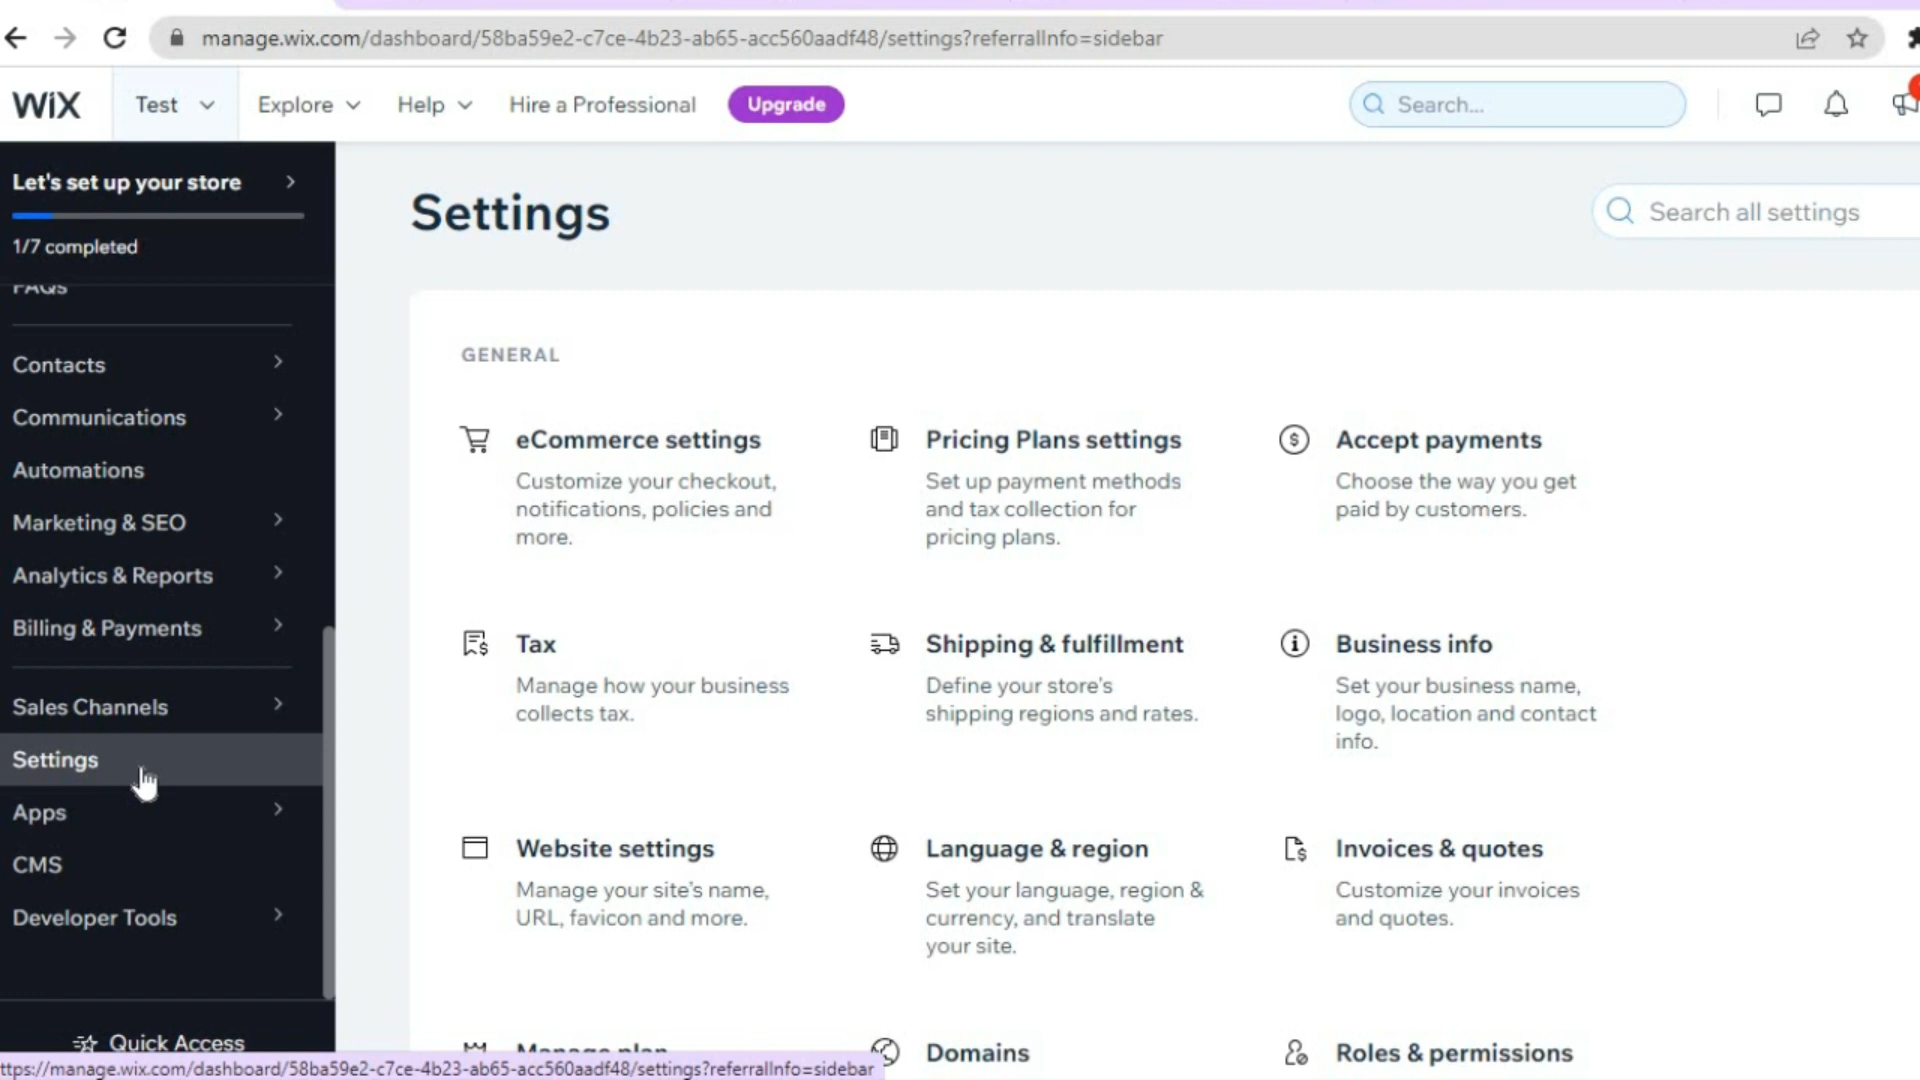 manage.wix.com/dashboard/58ba59e2-c7ce-4b23-ab65-acc560aadf48/settings?referralInfo=sidebar
WiX
Test
Explore
Help
Hire a Professional
Upgrade
Search...
Let's set up your store
1/7 completed
FAQs
Contacts
Communications
Automations
Marketing & SEO
Analytics & Reports
Billing & Payments
Sales Channels
Settings
Apps
CMS
Developer Tools
Quick Access
Settings
Search all settings
GENERAL
eCommerce settings
Customize your checkout,
notifications, policies and
more.
Pricing Plans settings
Set up payment methods
and tax collection for
pricing plans.
Accept payments
Choose the way you get
paid by customers.
Tax
Manage how your business
collects tax.
Shipping & fulfillment
Define your store's
shipping regions and rates.
Business info
Set your business name,
logo, location and contact
info.
Website settings
Manage your site's name,
URL, favicon and more.
Language & region
Set your language, region &
currency, and translate
your site.
Invoices & quotes
Customize your invoices
and quotes.
Manage plan
Domains
Roles & permissions
ttps://manage.wix.com/dashboard/58ba59e2-c7ce-4b23-ab65-acc560aadf48/settings?referralInfo=sidebar